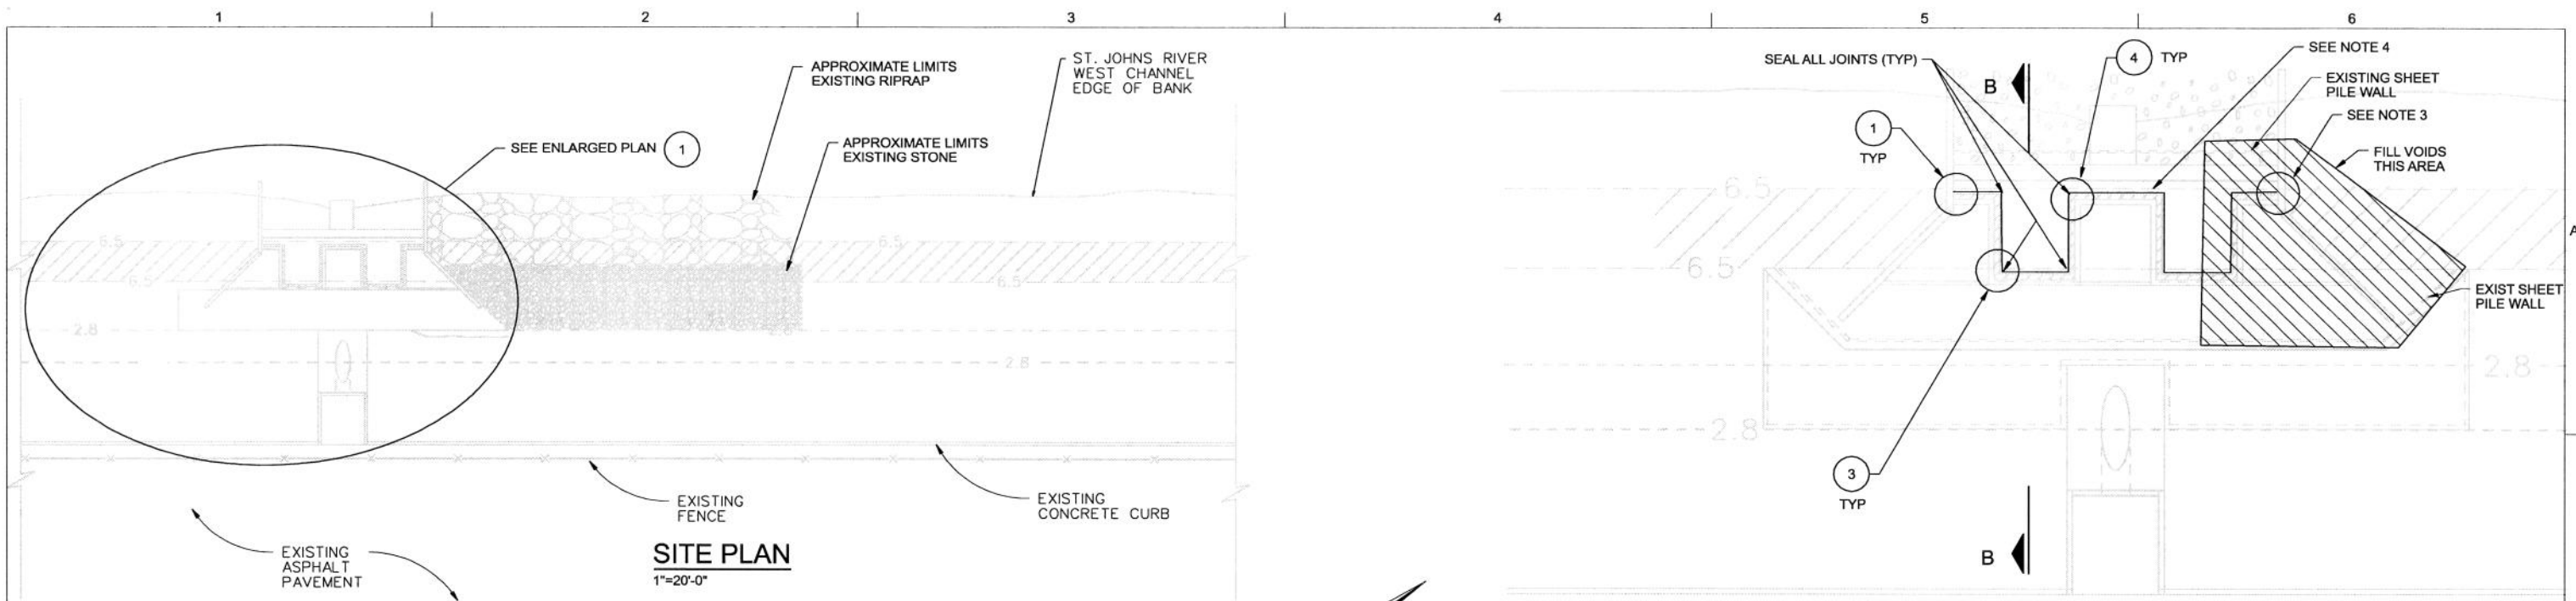 1
2
3
4
5
6
APPROXIMATE LIMITS
EXISTING RIPRAP
ST. JOHNS RIVER
WEST CHANNEL
EDGE OF BANK
SEE ENLARGED PLAN 1
APPROXIMATE LIMITS
EXISTING STONE
6.5
6.5
6.5
6.5
2.8
2.8
2.8
EXISTING
FENCE
EXISTING
CONCRETE CURB
EXISTING
ASPHALT
PAVEMENT
SITE PLAN
1"=20'-0"
SEAL ALL JOINTS (TYP)
B
4 TYP
SEE NOTE 4
EXISTING SHEET
PILE WALL
SEE NOTE 3
FILL VOIDS
THIS AREA
1
TYP
6.5
6.5
A
EXIST SHEET
PILE WALL
2.8
2.8
3
TYP
B